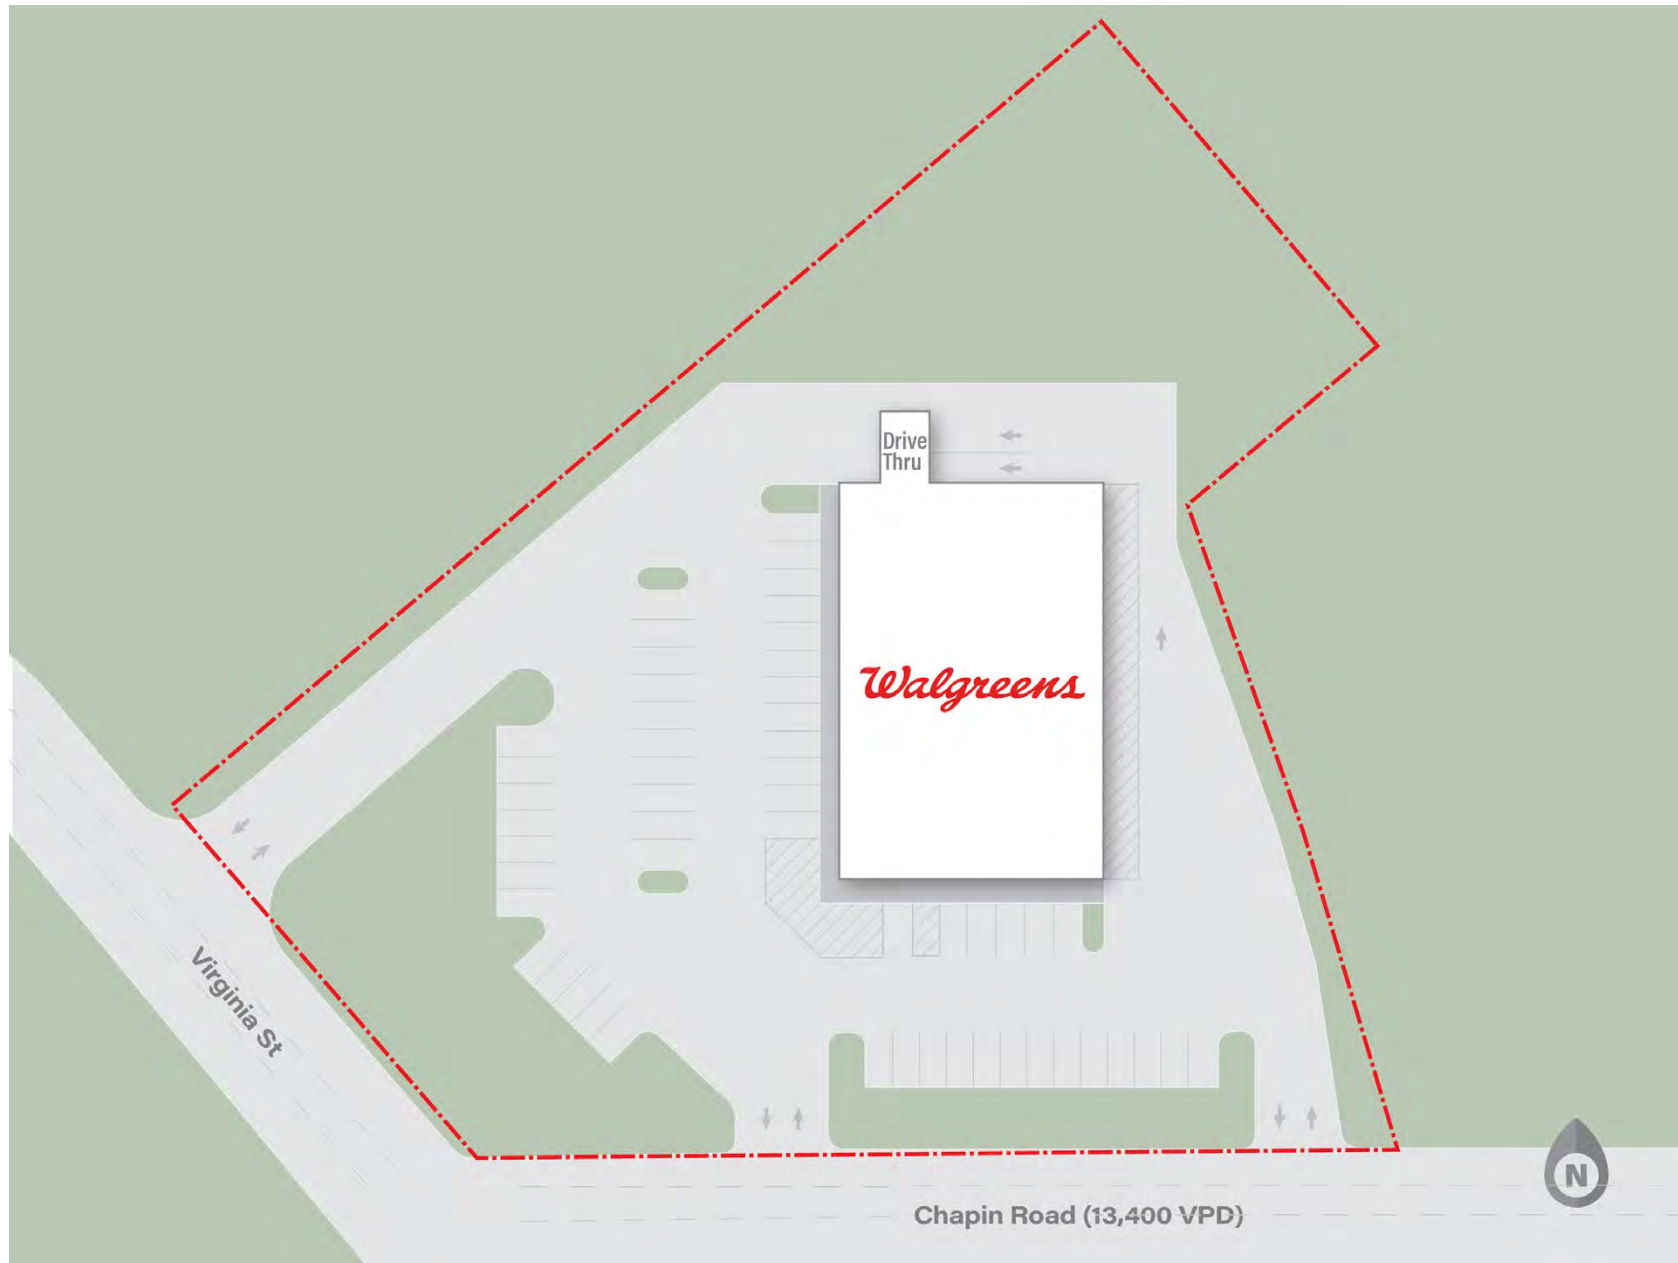 Drive
Thru
Walgreens
Virginia St
Chapin Road (13,400 VPD)
N